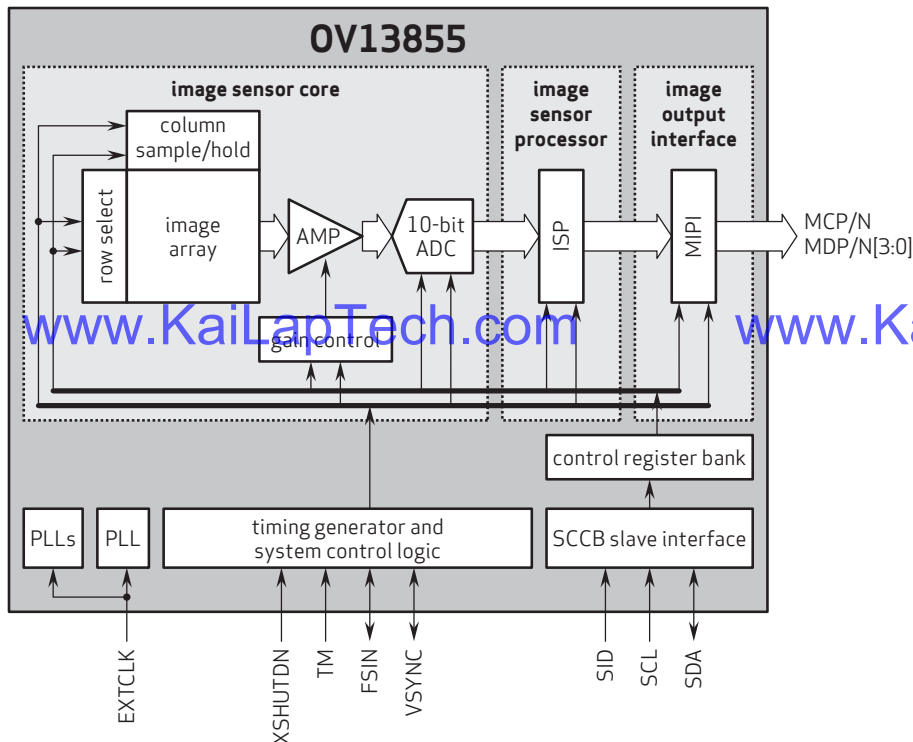 OV13855
image sensor core
image
sensor
processor
image
output
interface
column
sample/hold
row select
image
array
AMP
10-bit
ADC
ISP
MIPI
MCP/N
MDP/N[3:0]
www.KaiLapTech.com
www.Ka
gain control
control register bank
PLLs
PLL
timing generator and
system control logic
SCCB slave interface
EXTCLK
XSHUTDN
TM
FSIN
VSYNC
SID
SCL
SDA